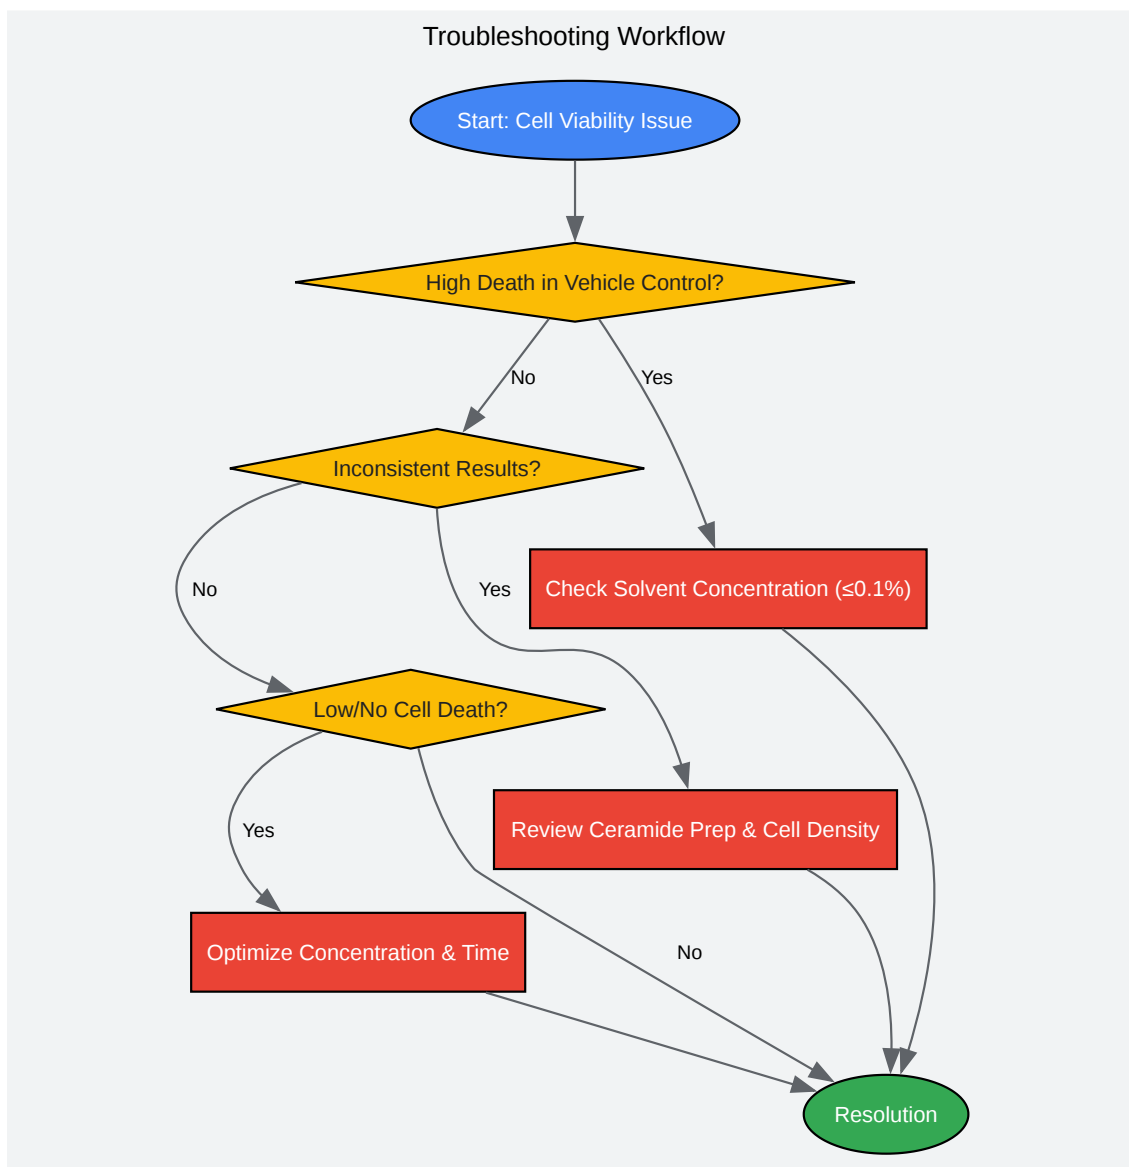 Troubleshooting Workflow
Start: Cell Viability Issue
High Death in Vehicle Control?
No
Yes
Inconsistent Results?
No
Yes
Check Solvent Concentration (≤0.1%)
Low/No Cell Death?
Yes
Review Ceramide Prep & Cell Density
Optimize Concentration & Time
No
Resolution